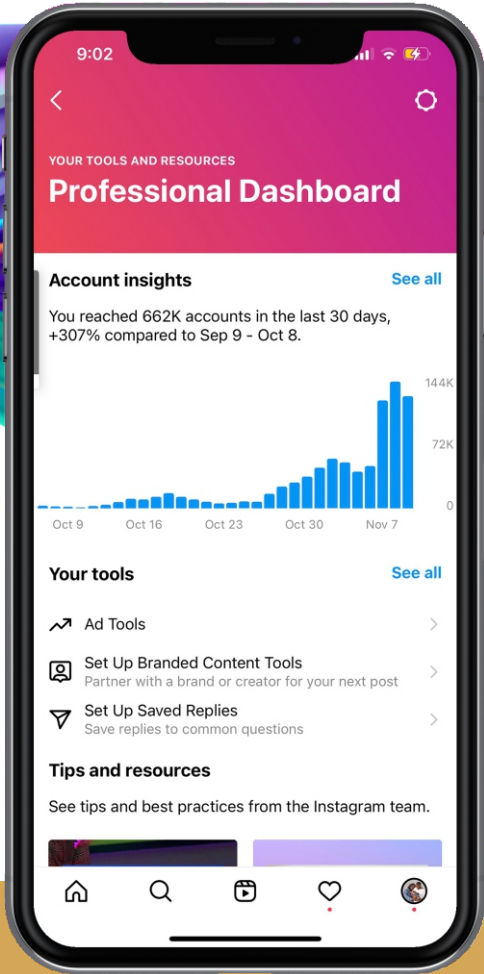 9:02
YOUR TOOLS AND RESOURCES
Professional Dashboard
Account insights
See all
You reached 662K accounts in the last 30 days,
+307% compared to Sep 9 - Oct 8.
144K
72K
0
Oct 9
Oct 16
Oct 23
Oct 30
Nov 7
Your tools
See all
Ad Tools
Set Up Branded Content Tools
Partner with a brand or creator for your next post
Set Up Saved Replies
Save replies to common questions
Tips and resources
See tips and best practices from the Instagram team.